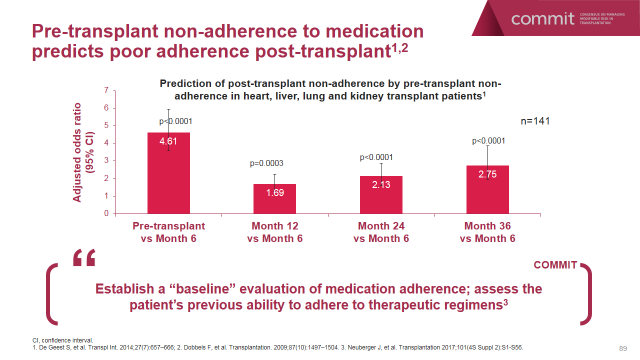 Pre-transplant non-adherence to medication
predicts poor adherence post-transplant1,2
commit
CONSENSUS ON MANAGING
MODIFIABLE RISK IN
TRANSPLANTATION
Prediction of post-transplant non-adherence by pre-transplant non-
adherence in heart, liver, lung and kidney transplant patients1
n=141
Adjusted odds ratio
(95% CI)
7
6
5
4
3
2
1
0
p<0.0001
4.61
p=0.0003
1.69
p<0.0001
2.13
p<0.0001
2.75
Pre-transplant
vs Month 6
Month 12
vs Month 6
Month 24
vs Month 6
Month 36
vs Month 6
“
COMMIT
Establish a “baseline” evaluation of medication adherence; assess the
patient’s previous ability to adhere to therapeutic regimens3
CI, confidence interval.
1. De Geest S, et al. Transpl Int. 2014;27(7):657–666; 2. Dobbels F, et al. Transplantation. 2009;87(10):1497–1504. 3. Neuberger J, et al. Transplantation 2017;101(4S Suppl 2):S1-S56.
89